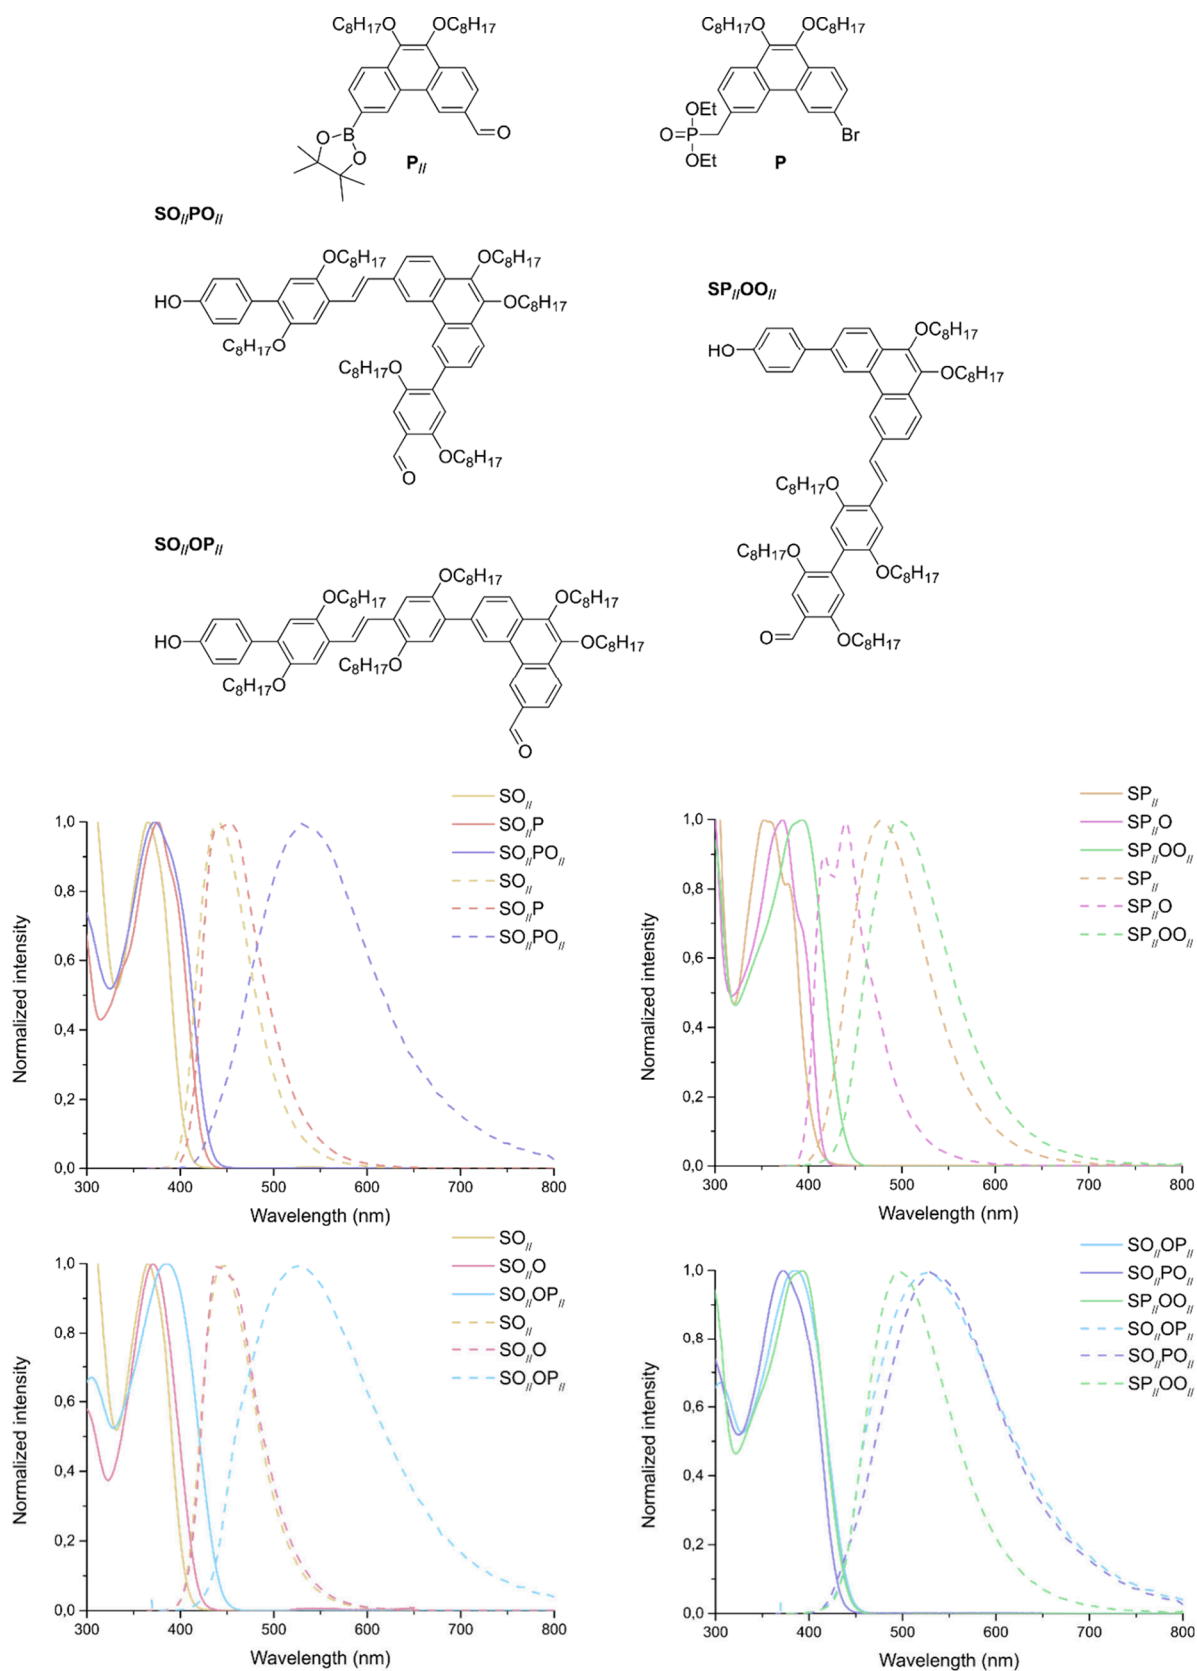 C8H17O OC8H17
O B O
O
P//
C8H17O OC8H17
OEt
O=P
OEt
Br
P
SO//PO//
OC8H17
HO
C8H17O
OC8H17
OC8H17
C8H17O
OC8H17
O
SP//OO//
HO
OC8H17
OC8H17
C8H17O
C8H17O
OC8H17
O
OC8H17
SO//OP//
OC8H17
OC8H17
HO
C8H17O
C8H17O
OC8H17
OC8H17
O
SO//
SO//P
SO//PO//
SO//
SO//P
SO//PO//
1,0
0,8
0,6
0,4
0,2
0,0
300 400 500 600 700 800
Normalized intensity
Wavelength (nm)
SP//
SP//O
SP//OO//
SP//
SP//O
SP//OO//
1,0
0,8
0,6
0,4
0,2
0,0
300 400 500 600 700 800
Normalized intensity
Wavelength (nm)
SO//
SO//O
SO//OP//
SO//
SO//O
SO//OP//
1,0
0,8
0,6
0,4
0,2
0,0
300 400 500 600 700 800
Normalized intensity
Wavelength (nm)
SO//OP//
SO//PO//
SP//OO//
SO//OP//
SO//PO//
SP//OO//
1,0
0,8
0,6
0,4
0,2
0,0
300 400 500 600 700 800
Normalized intensity
Wavelength (nm)